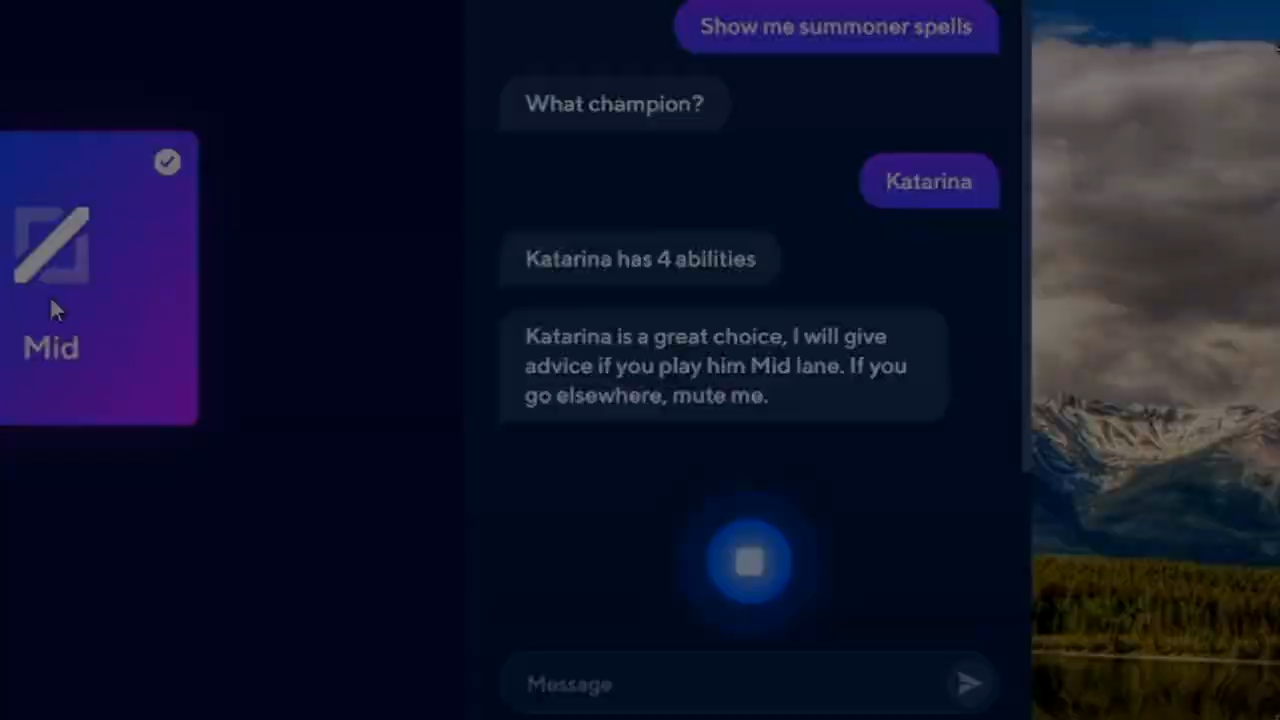 Show me summoner spells
What champion?
Katarina
Katarina has 4 abilities
Mid
Katarina is a great choice, I will give
advice if you play him Mid lane. If you
go elsewhere, mute me.
Message